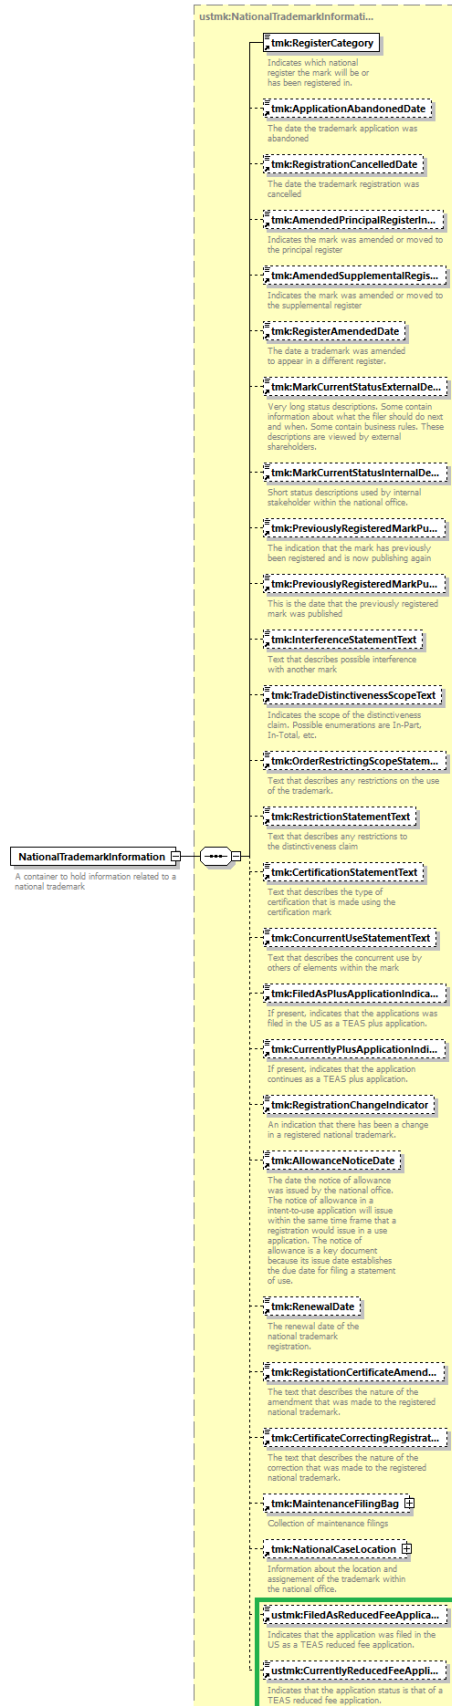 ustmk:NationalTrademarkInformati...
tmk:RegisterCategory
Indicates which national
register the mark will be or
has been registered in.
tmk:ApplicationAbandonedDate
The date the trademark application was
abandoned
tmk:RegistrationCancelledDate
The date the trademark registration was
cancelled
tmk:AmendedPrincipalRegisterIn...
Indicates the mark was amended or moved to
the principal register
tmk:AmendedSupplementalRegis...
Indicates the mark was amended or moved to
the supplemental register
tmk:RegisterAmendedDate
The date a trademark was amended
to appear in a different register.
tmk:MarkCurrentStatusExternalDe...
Very long status descriptions. Some contain
information about what the filer should do next
and when. Some contain business rules. These
descriptions are viewed by external
shareholders.
tmk:MarkCurrentStatusInternalDe...
Short status descriptions used by internal
stakeholder within the national office.
tmk:PreviouslyRegisteredMarkPu...
The indication that the mark has previously
been registered and is now publishing again
tmk:PreviouslyRegisteredMarkPu...
This is the date that the previously registered
mark was published
tmk:InterferenceStatementText
Text that describes possible interference
with another mark
tmk:TradeDistinctivenessScopeText
Indicates the scope of the distinctiveness
claim. Possible enumerations are In-Part,
In-Total, etc.
tmk:OrderRestrictingScopeStatem...
Text that describes any restrictions on the use
of the trademark.
tmk:RestrictionStatementText
Text that describes any restrictions to
the distinctiveness claim
NationalTrademarkInformation
A container to hold information related to a
national trademark
tmk:CertificationStatementText
Text that describes the type of
certification that is made using the
certification mark
tmk:ConcurrentUseStatementText
Text that describes the concurrent use by
others of elements within the mark
tmk:FiledAsPlusApplicationIndica...
If present, indicates that the applications was
filed in the US as a TEAS plus application.
tmk:CurrentlyPlusApplicationIndi...
If present, indicates that the application
continues as a TEAS plus application.
tmk:RegistrationChangeIndicator
An indication that there has been a change
in a registered national trademark.
tmk:AllowanceNoticeDate
The date the notice of allowance
was issued by the national office.
The notice of allowance in a
intent-to-use application will issue
within the same time frame that a
registration would issue in a use
application. The notice of
allowance is a key document
because its issue date establishes
the due date for filing a statement
of use.
tmk:RenewalDate
The renewal date of the
national trademark
registration.
tmk:RegistationCertificateAmend...
The text that describes the nature of the
amendment that was made to the registered
national trademark.
tmk:CertificateCorrectingRegistrat...
The text that describes the nature of the
correction that was made to the registered
national trademark.
tmk:MaintenanceFilingBag
Collection of maintenance filings
tmk:NationalCaseLocation
Information about the location and
assignement of the trademark within
the national office.
ustmk:FiledAsReducedFeeApplica...
Indicates that the application was filed in the
US as a TEAS reduced fee application.
ustmk:CurrentlyReducedFeeAppli...
Indicates that the application status is that of a
TEAS reduced fee application.